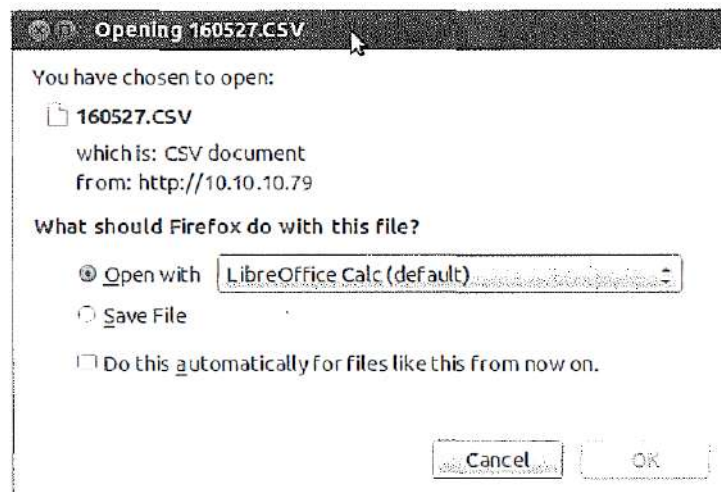 Opening 160527.CSV
You have chosen to open:
160527.CSV
which is: CSV document
from: http://10.10.10.79
What should Firefox do with this file?
Open with LibreOffice Calc (default)
Save File
Do this automatically for files like this from now on.
Cancel OK